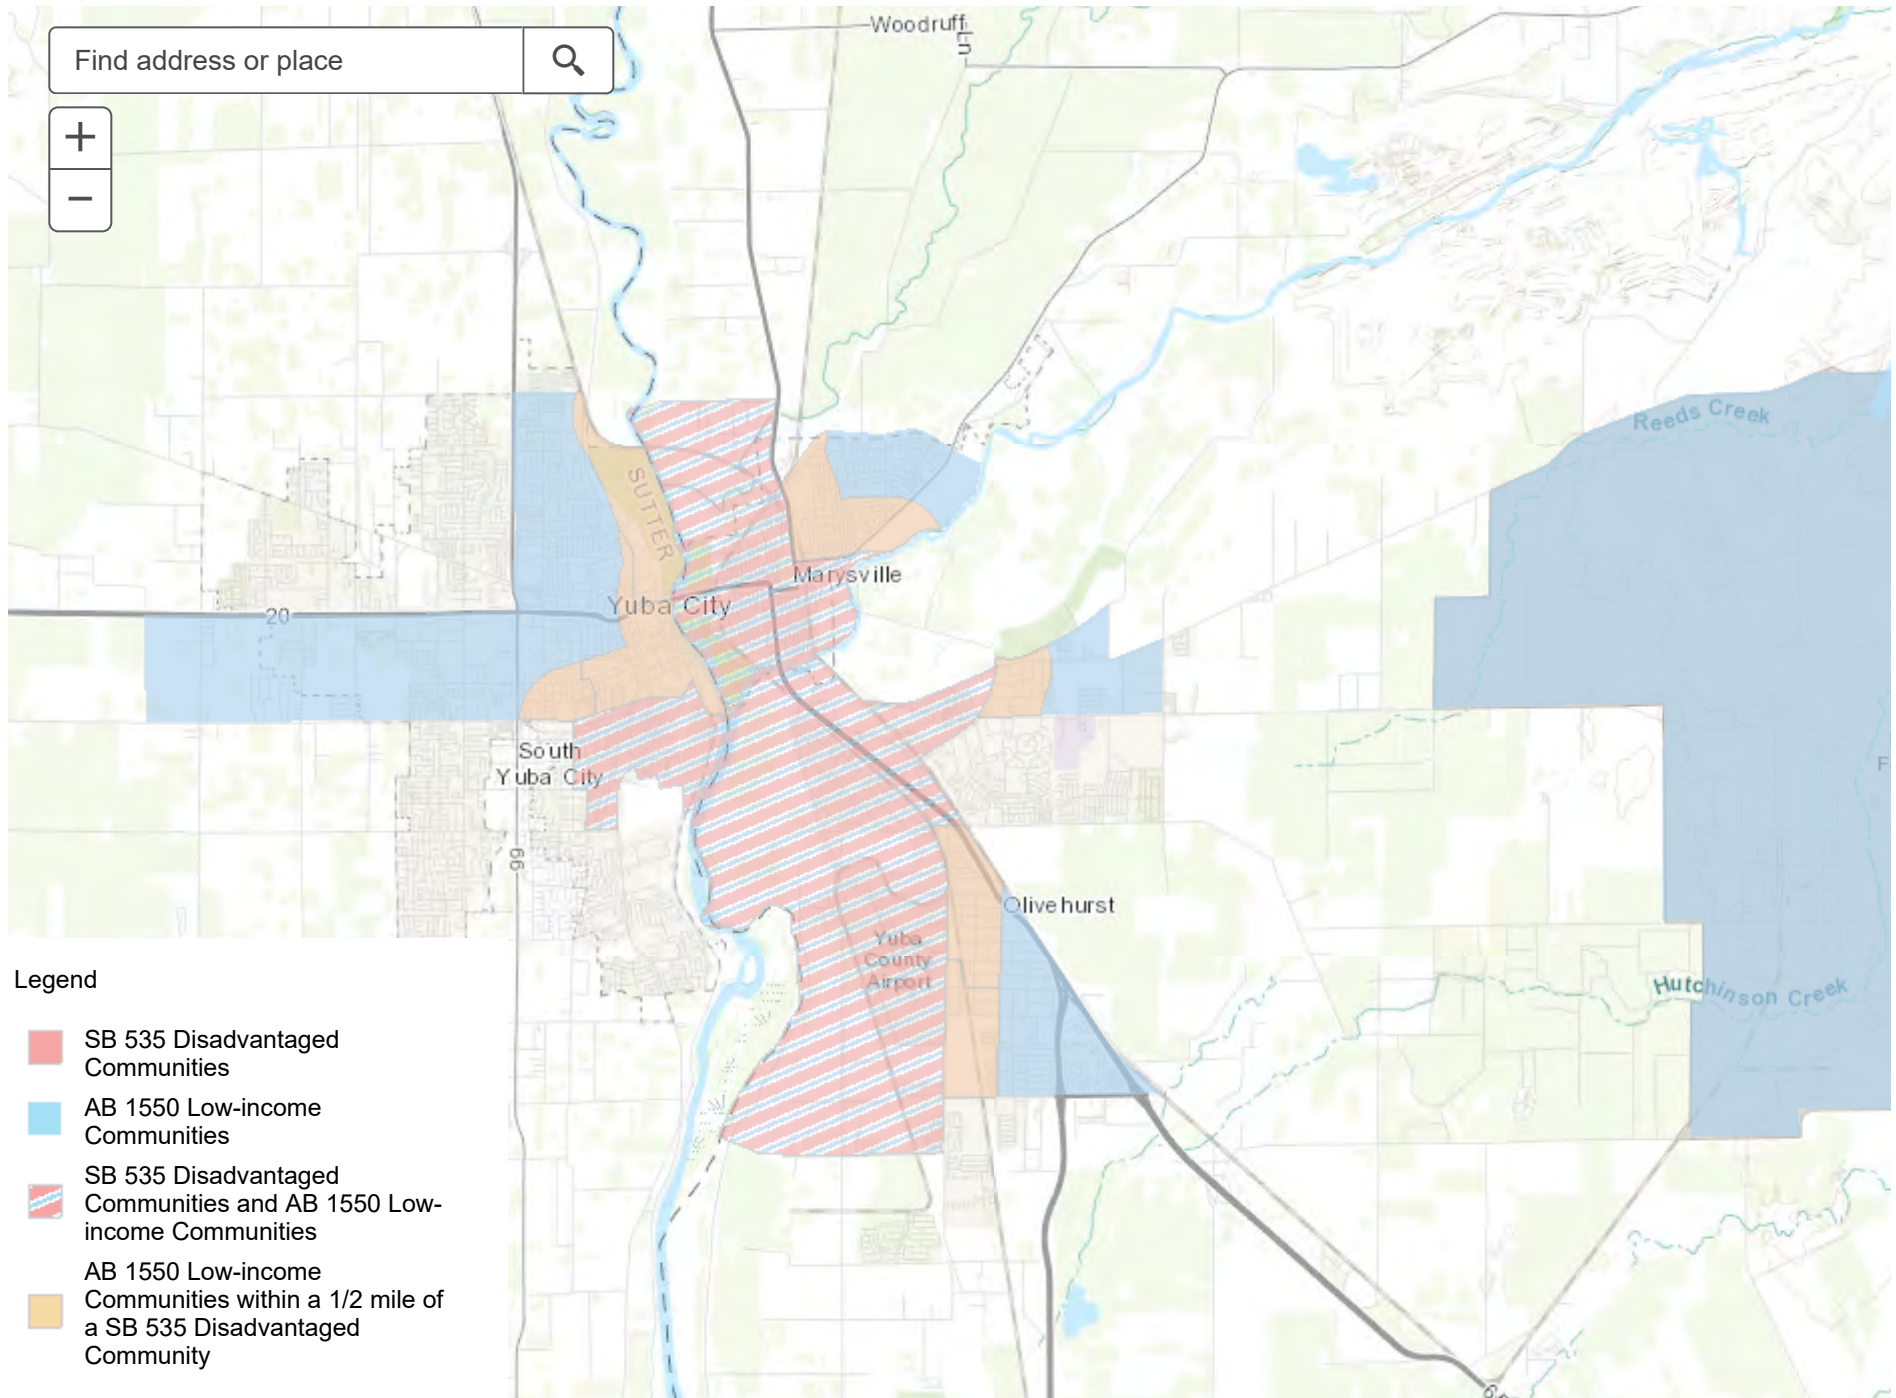 Woodruff
Ln
Find address or place
+
−
Reeds Creek
SUTTER
Marysville
Yuba City
20
South
Yuba City
99
Olivehurst
Yuba
County
Airport
Hutchinson Creek
Legend
SB 535 Disadvantaged
Communities
AB 1550 Low-income
Communities
SB 535 Disadvantaged
Communities and AB 1550 Low-
income Communities
AB 1550 Low-income
Communities within a 1/2 mile of
a SB 535 Disadvantaged
Community